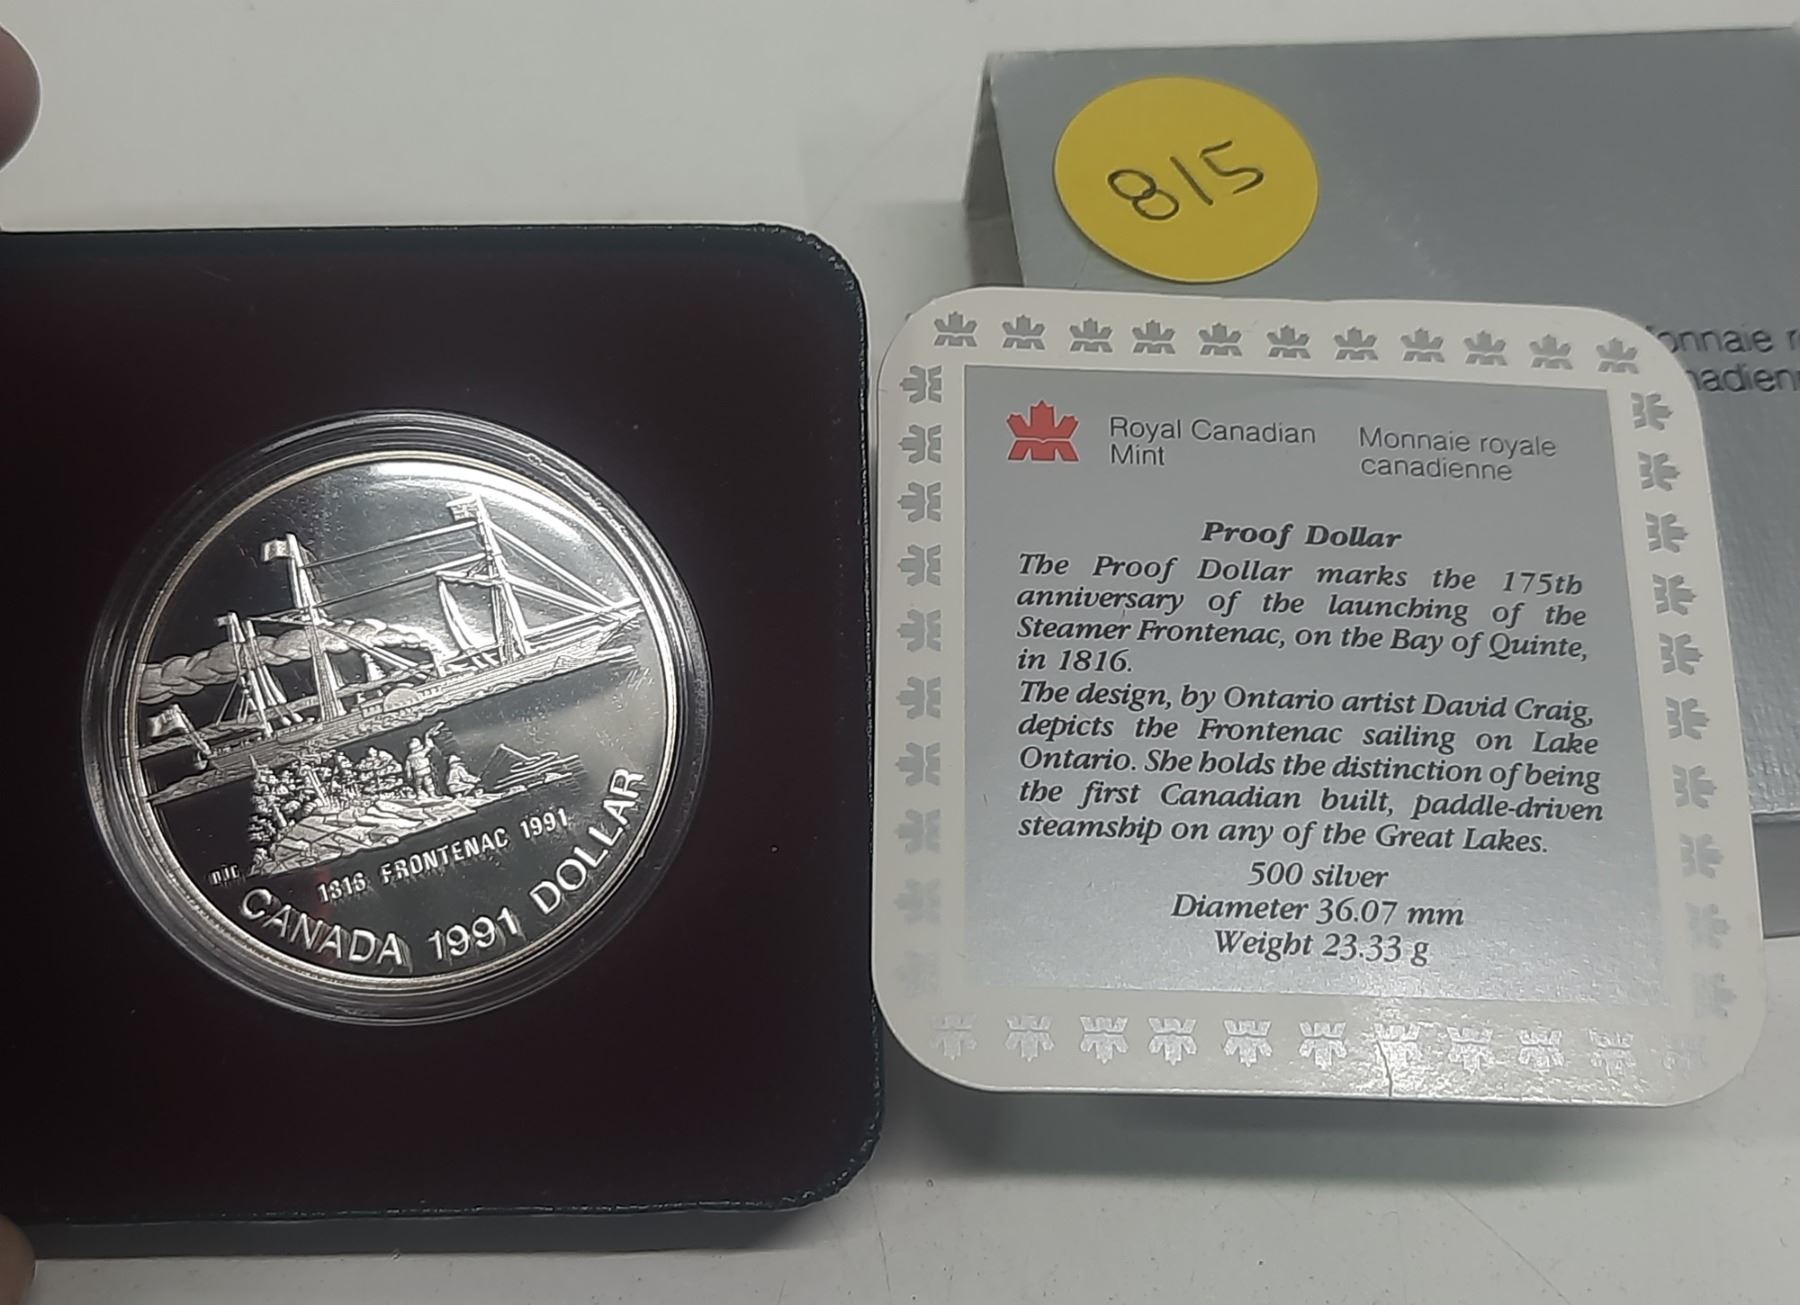 815
onnaie r
nadienn
Royal Canadian Mint
Monnaie royale canadienne
Proof Dollar
The Proof Dollar marks the 175th
anniversary of the launching of the
Steamer Frontenac, on the Bay of Quinte,
in 1816.
The design, by Ontario artist David Craig,
depicts the Frontenac sailing on Lake
Ontario. She holds the distinction of being
the first Canadian built, paddle-driven
steamship on any of the Great Lakes.
500 silver
Diameter 36.07 mm
Weight 23.33 g
1816 FRONTENAC 1991
CANADA 1991 DOLLAR